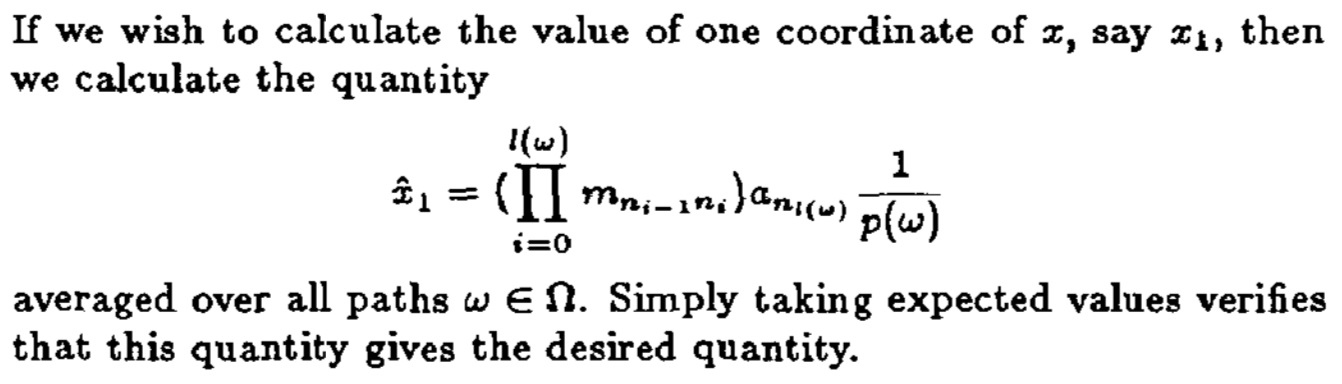 If we wish to calculate the value of one coordinate of x, say x₁, then
we calculate the quantity
x̂₁ = (∏_{i=0}^{l(ω)} m_{n_{i-1}n_i})a_{n_{l(ω)}} 1/p(ω)
averaged over all paths ω ∈ Ω. Simply taking expected values verifies
that this quantity gives the desired quantity.